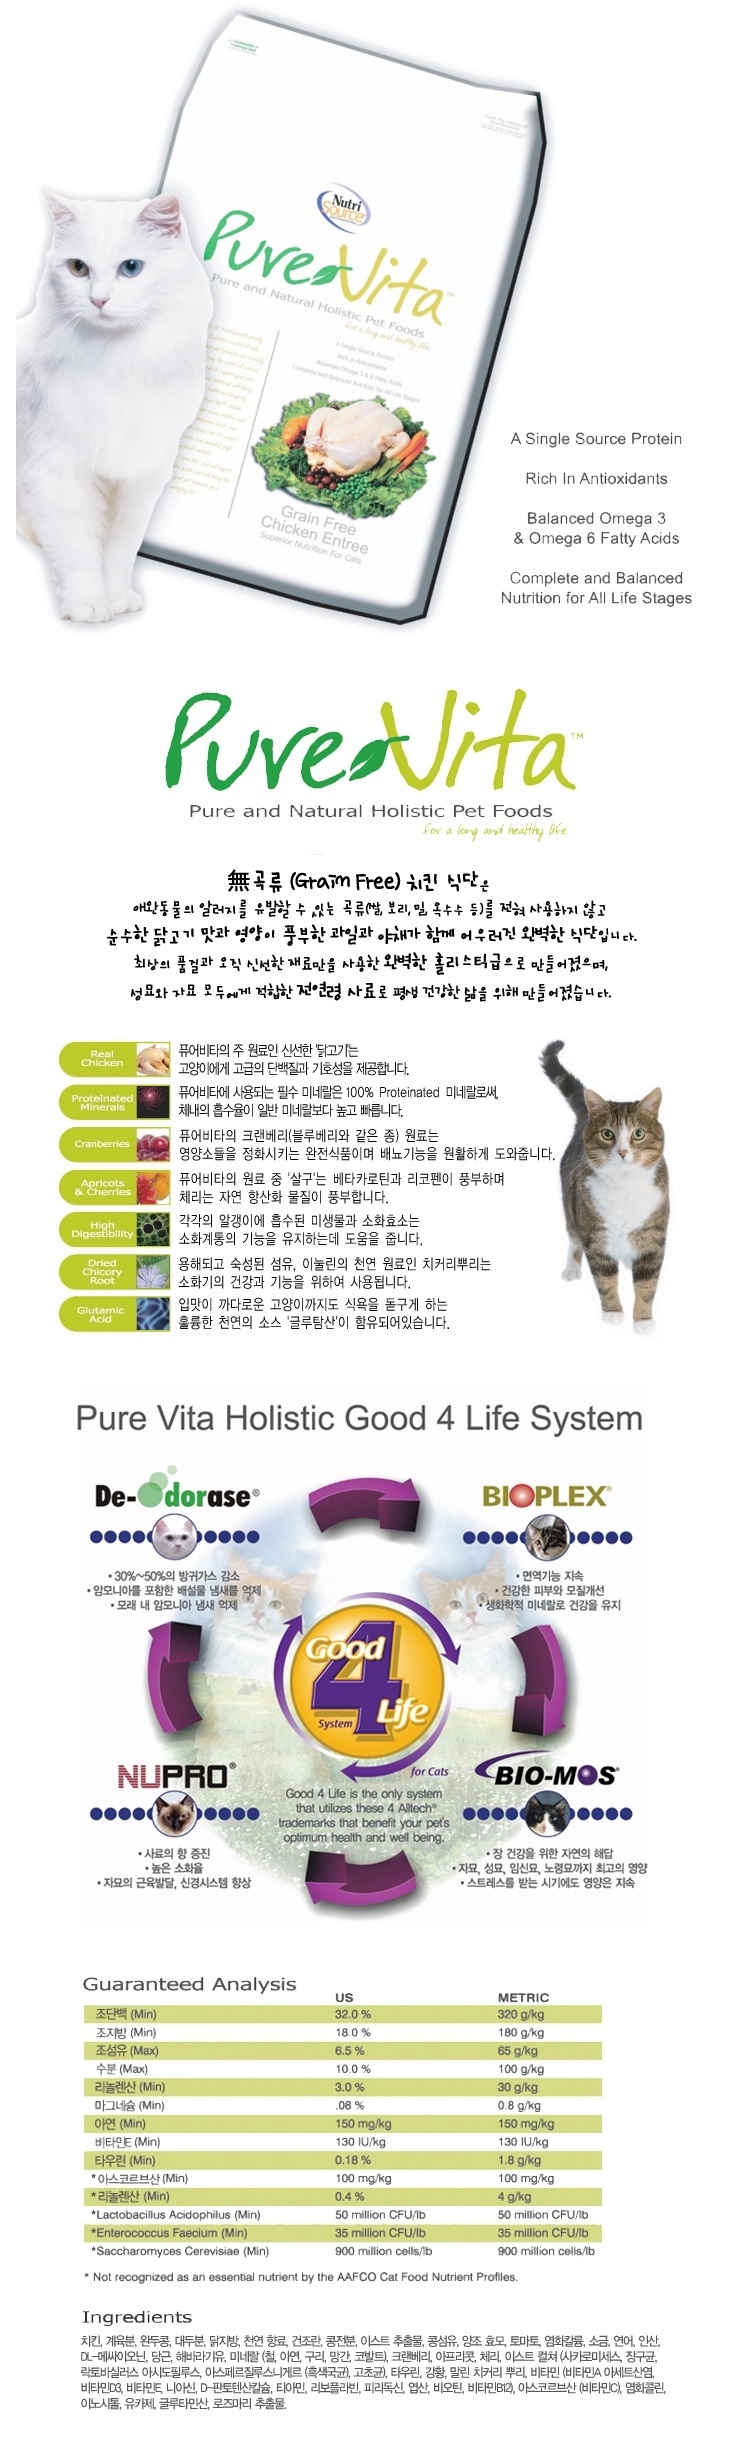 Nutri
Source
PureVita™
Pure and Natural Holistic Pet Foods
for a long and healthy life.
A Single Source Protein
Rich in Antioxidants
Balanced Omega 3 & 6 Fatty Acids
Complete and Balanced Nutrition for All Life Stages
Grain Free
Chicken Entree
Superior Nutrition For Cats
A Single Source Protein
Rich In Antioxidants
Balanced Omega 3
& Omega 6 Fatty Acids
Complete and Balanced
Nutrition for All Life Stages
PureVita™
Pure and Natural Holistic Pet Foods
for a long and healthy life.
無곡류 (Grain Free) 치킨 식단은
애완동물의 알러지를 유발할 수 있는 곡류(쌀, 보리, 밀, 옥수수 등)를 전혀 사용하지 않고
순수한 닭고기 맛과 영양이 풍부한 과일과 야채가 함께 어우러진 완벽한 식단입니다.
최상의 품질과 오직 신선한 재료만을 사용한 완벽한 홀리스틱급으로 만들어졌으며,
성묘와 자묘 모두에게 적합한 전연령 사료로 평생 건강한 삶을 위해 만들어졌습니다.
Real
Chicken
퓨어비타의 주 원료인 신선한 '닭고기'는
고양이에게 고급의 단백질과 기호성을 제공합니다.
Proteinated
Minerals
퓨어비타에 사용되는 필수 미네랄은 100% Proteinated 미네랄로써,
체내의 흡수율이 일반 미네랄보다 높고 빠릅니다.
Cranberries
퓨어비타의 크랜베리(블루베리와 같은 종) 원료는
영양소들을 정화시키는 완전식품이며 배뇨기능을 원활하게 도와줍니다.
Apricots
& Cherries
퓨어비타의 원료 중 '살구'는 베타카로틴과 리코펜이 풍부하며
체리는 자연 항산화 물질이 풍부합니다.
High
Digestibility
각각의 알갱이에 흡수된 미생물과 소화효소는
소화계통의 기능을 유지하는데 도움을 줍니다.
Dried
Chicory
Root
용해되고 숙성된 섬유, 이눌린의 천연 원료인 치커리뿌리는
소화기의 건강과 기능을 위하여 사용됩니다.
Glutamic
Acid
입맛이 까다로운 고양이까지도 식욕을 돋구게 하는
훌륭한 천연의 소스 '글루탐산'이 함유되어있습니다.
Pure Vita Holistic Good 4 Life System
De-Odorase®
• 30%~50%의 방귀가스 감소
• 암모니아를 포함한 배설물 냄새를 억제
• 모래 내 암모니아 냄새 억제
BIOPLEX®
• 면역기능 지속
• 건강한 피부와 모질개선
• 생화학적 미네랄로 건강을 유지
Good
4
System
Life
for Cats
Good 4 Life is the only system
that utilizes these 4 Alltech®
trademarks that benefit your pet's
optimum health and well being.
NUPRO®
• 사료의 향 증진
• 높은 소화율
• 자묘의 근육발달, 신경시스템 향상
BIO-MOS®
• 장 건강을 위한 자연의 해답
• 자묘, 성묘, 임신묘, 노령묘까지 최고의 영양
• 스트레스를 받는 시기에도 영양은 지속
Guaranteed Analysis
US METRIC
조단백 (Min) 32.0 % 320 g/kg
조지방 (Min) 18.0 % 180 g/kg
조섬유 (Max) 6.5 % 65 g/kg
수분 (Max) 10.0 % 100 g/kg
리놀렌산 (Min) 3.0 % 30 g/kg
마그네슘 (Min) .08 % 0.8 g/kg
아연 (Min) 150 mg/kg 150 mg/kg
비타민E (Min) 130 IU/kg 130 IU/kg
타우린 (Min) 0.18 % 1.8 g/kg
* 아스코르브산 (Min) 100 mg/kg 100 mg/kg
* 리놀렌산 (Min) 0.4 % 4 g/kg
*Lactobacillus Acidophilus (Min) 50 million CFU/lb 50 million CFU/lb
*Enterococcus Faecium (Min) 35 million CFU/lb 35 million CFU/lb
*Saccharomyces Cerevisiae (Min) 900 million cells/lb 900 million cells/lb
* Not recognized as an essential nutrient by the AAFCO Cat Food Nutrient Profiles.
Ingredients
치킨, 계육분, 완두콩, 대두분, 닭지방, 천연 향료, 건조란, 콩전분, 이스트 추출물, 콩섬유, 양조 효모, 토마토, 염화칼륨, 소금, 연어, 인산,
DL-메싸이오닌, 당근, 해바라기유, 미네랄 (철, 아연, 구리, 망간, 코발트), 크랜베리, 아프리콧, 체리, 이스트 컬쳐 (사카로미세스, 장구균,
락토바실러스 아시도필루스, 아스페르질루스니게르 (흑색국균), 고초균), 타우린, 강황, 말린 치커리 뿌리, 비타민 (비타민A 아세트산염,
비타민D3, 비타민E, 니아신, D-판토텐산칼슘, 티아민, 리보플라빈, 피리독신, 엽산, 비오틴, 비타민B12), 아스코르브산 (비타민C), 염화콜린,
이노시톨, 유카제, 글루타민산, 로즈마리 추출물.